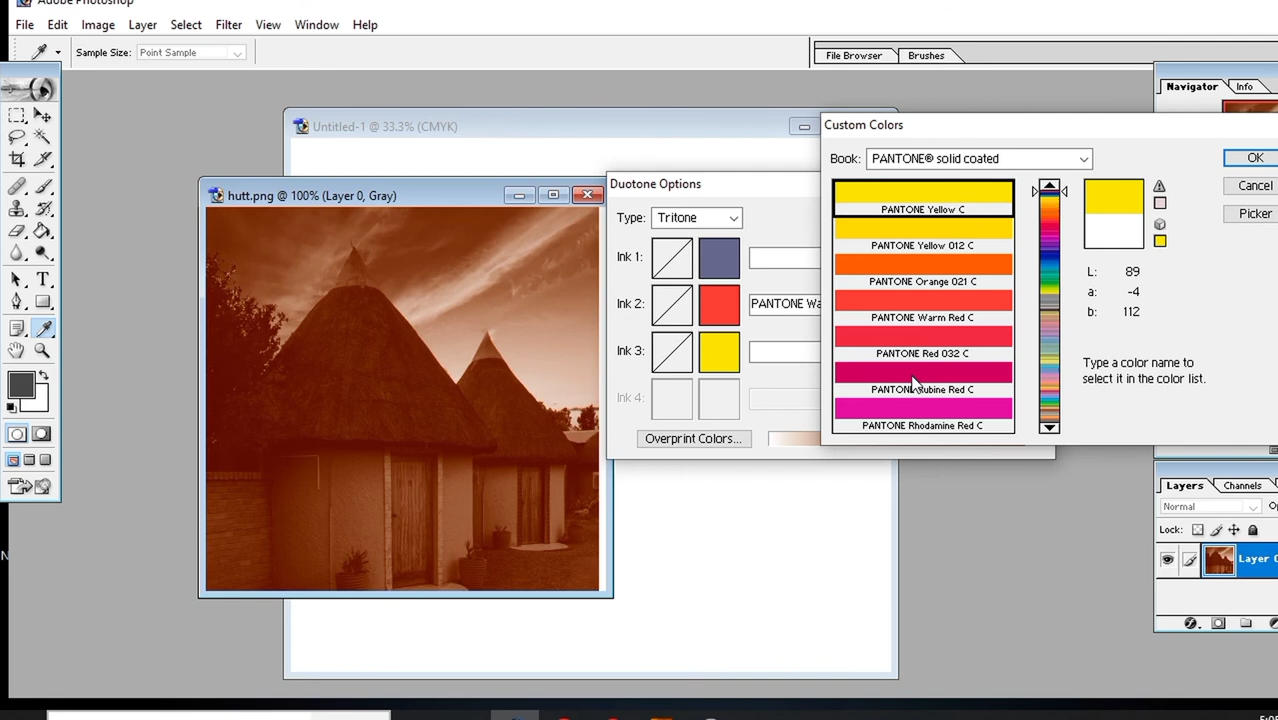 Adobe Photoshop
File Edit Image Layer Select Filter View Window Help
Sample Size: Point Sample
File Browser Brushes
Navigator Info
Untitled-1 @ 33.3% (CMYK)
Custom Colors
Book: PANTONE® solid coated
OK
Cancel
Picker
PANTONE Yellow C
PANTONE Yellow 012 C
PANTONE Orange 021 C
PANTONE Warm Red C
PANTONE Red 032 C
PANTONE Rubine Red C
PANTONE Rhodamine Red C
L: 89
a: -4
b: 112
Type a color name to
select it in the color list.
hutt.png @ 100% (Layer 0, Gray)
Duotone Options
Type: Tritone
Ink 1:
Ink 2: PANTONE Wa
Ink 3:
Ink 4:
Overprint Colors...
Layers Channels
Normal
Lock:
Layer 0